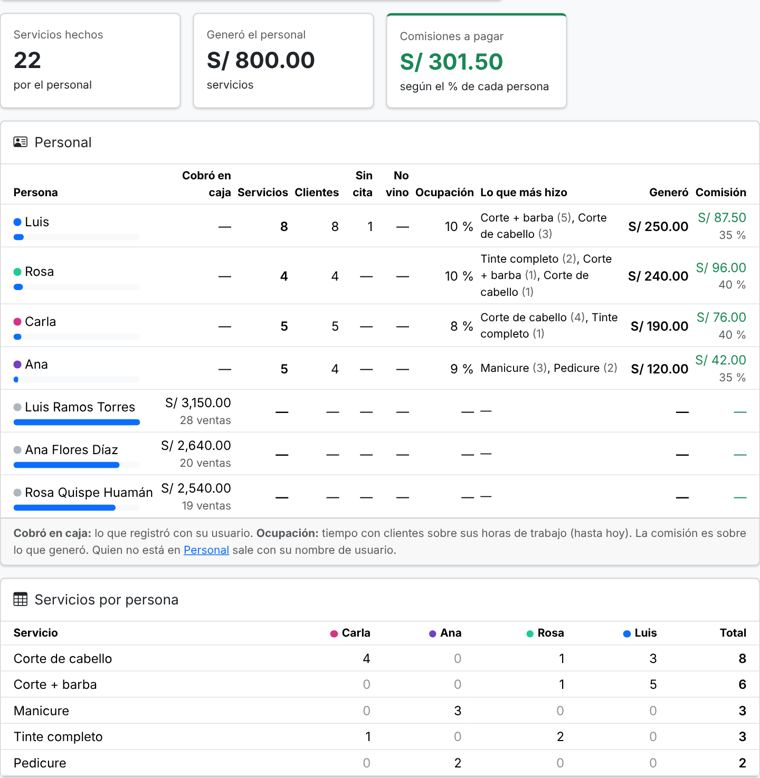 Servicios hechos
22
por el personal
Generó el personal
S/ 800.00
servicios
Comisiones a pagar
S/ 301.50
según el % de cada persona
Personal
Persona Cobró en caja Servicios Clientes Sin cita No vino Ocupación Lo que más hizo Generó Comisión
Luis — 8 8 1 — 10 % Corte + barba (5), Corte de cabello (3) S/ 250.00 S/ 87.50 35 %
Rosa — 4 4 — — 10 % Tinte completo (2), Corte + barba (1), Corte de cabello (1) S/ 240.00 S/ 96.00 40 %
Carla — 5 5 — — 8 % Corte de cabello (4), Tinte completo (1) S/ 190.00 S/ 76.00 40 %
Ana — 5 4 — — 9 % Manicure (3), Pedicure (2) S/ 120.00 S/ 42.00 35 %
Luis Ramos Torres S/ 3,150.00 28 ventas — — — — — — — —
Ana Flores Díaz S/ 2,640.00 20 ventas — — — — — — — —
Rosa Quispe Huamán S/ 2,540.00 19 ventas — — — — — — — —
Cobró en caja: lo que registró con su usuario. Ocupación: tiempo con clientes sobre sus horas de trabajo (hasta hoy). La comisión es sobre
lo que generó. Quien no está en Personal sale con su nombre de usuario.
Servicios por persona
Servicio Carla Ana Rosa Luis Total
Corte de cabello 4 0 1 3 8
Corte + barba 0 0 1 5 6
Manicure 0 3 0 0 3
Tinte completo 1 0 2 0 3
Pedicure 0 2 0 0 2